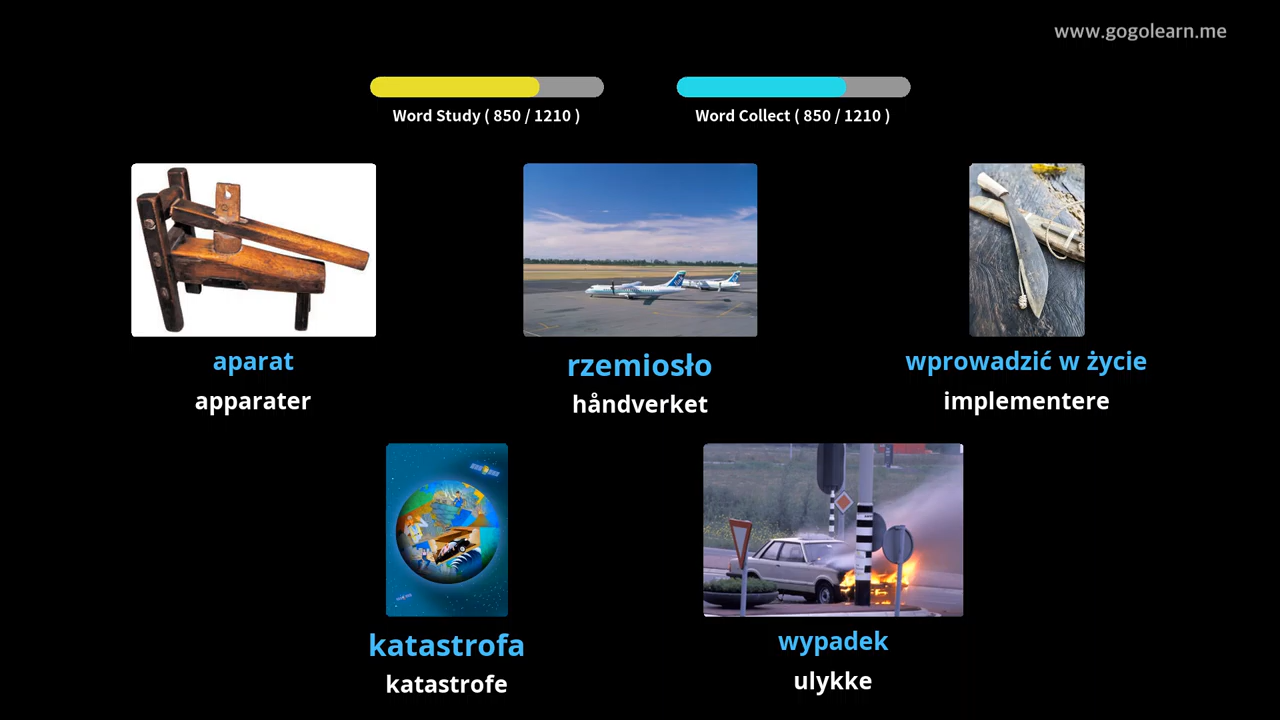 www.gogolearn.me
Word Study ( 850 / 1210 )
Word Collect ( 850 / 1210 )
aparat
apparater
rzemiosło
håndverket
wprowadzić w życie
implementere
katastrofa
katastrofe
wypadek
ulykke